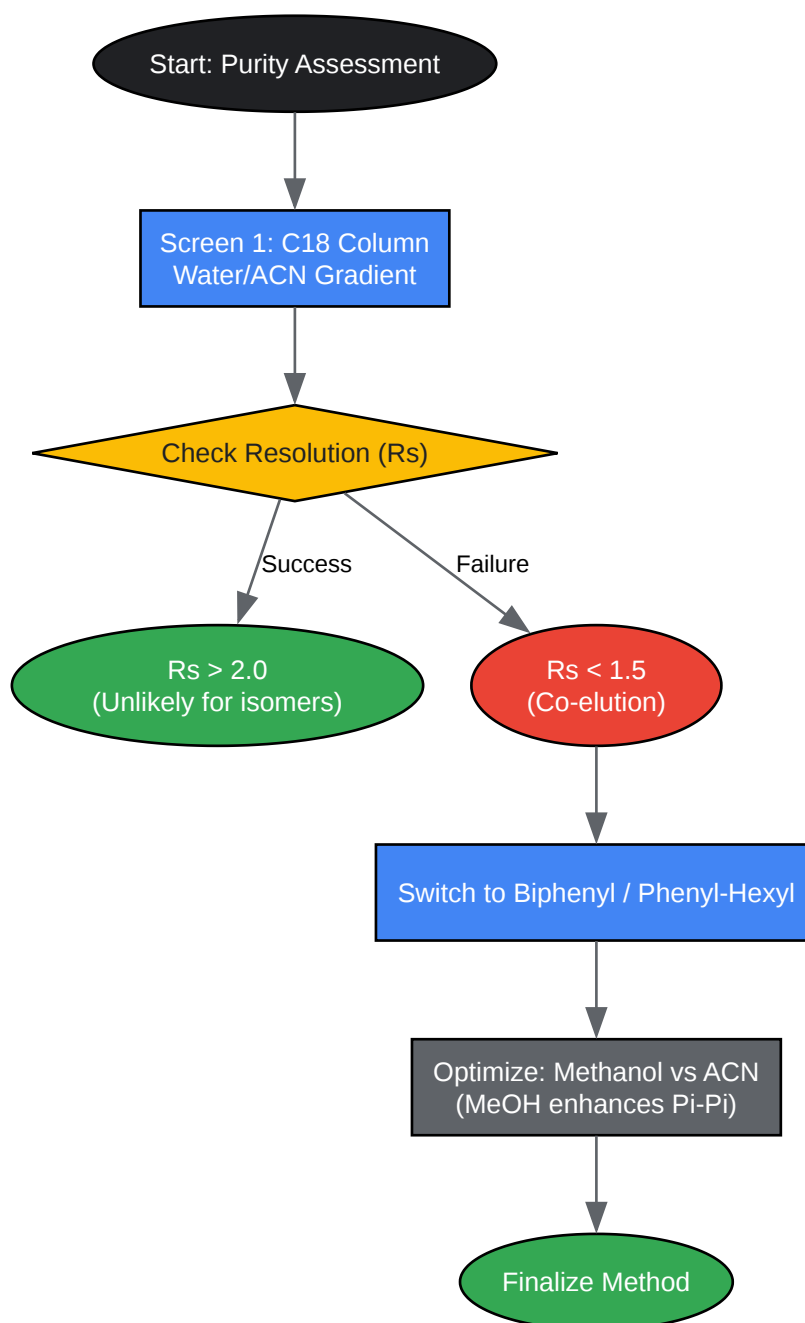 Start: Purity Assessment
Screen 1: C18 Column
Water/ACN Gradient
Check Resolution (Rs)
Success
Failure
Rs > 2.0
(Unlikely for isomers)
Rs < 1.5
(Co-elution)
Switch to Biphenyl / Phenyl-Hexyl
Optimize: Methanol vs ACN
(MeOH enhances Pi-Pi)
Finalize Method